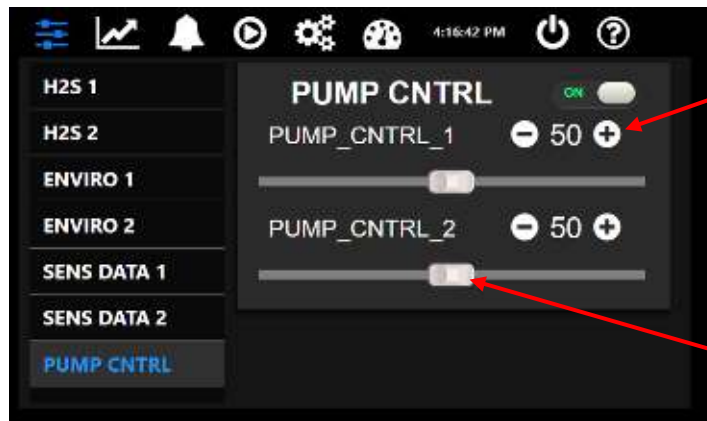 4:16:42 PM
H2S 1
H2S 2
ENVIRO 1
ENVIRO 2
SENS DATA 1
SENS DATA 2
PUMP CNTRL
PUMP CNTRL ON
PUMP_CNTRL_1 50
PUMP_CNTRL_2 50